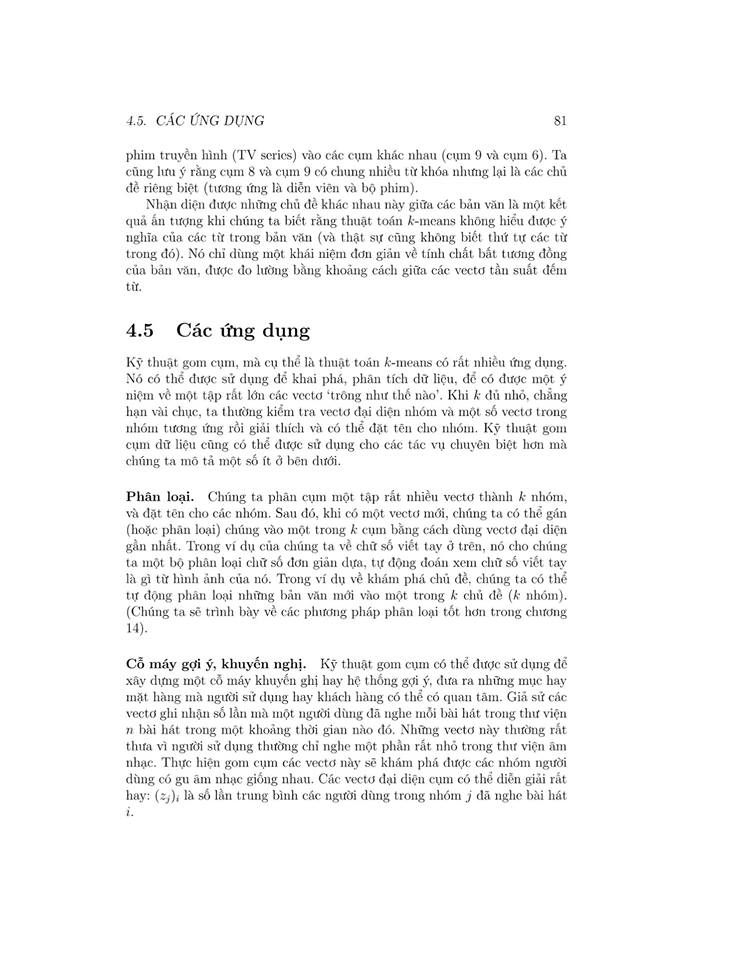 4.5. CÁC ỨNG DỤNG 81
phim truyền hình (TV series) vào các cụm khác nhau (cụm 9 và cụm 6). Ta
cũng lưu ý rằng cụm 8 và cụm 9 có chung nhiều từ khóa nhưng lại là các chủ
đề riêng biệt (tương ứng là diễn viên và bộ phim).
Nhận diện được những chủ đề khác nhau này giữa các bản văn là một kết
quả ấn tượng khi chúng ta biết rằng thuật toán k-means không hiểu được ý
nghĩa của các từ trong bản văn (và thật sự cũng không biết thứ tự các từ
trong đó). Nó chỉ dùng một khái niệm đơn giản về tính chất bất tương đồng
của bản văn, được đo lường bằng khoảng cách giữa các vectơ tần suất đếm
từ.
4.5 Các ứng dụng
Kỹ thuật gom cụm, mà cụ thể là thuật toán k-means có rất nhiều ứng dụng.
Nó có thể được sử dụng để khai phá, phân tích dữ liệu, để có được một ý
niệm về một tập rất lớn các vectơ ‘trông như thế nào’. Khi k đủ nhỏ, chẳng
hạn vài chục, ta thường kiểm tra vectơ đại diện nhóm và một số vectơ trong
nhóm tương ứng rồi giải thích và có thể đặt tên cho nhóm. Kỹ thuật gom
cụm dữ liệu cũng có thể được sử dụng cho các tác vụ chuyên biệt hơn mà
chúng ta mô tả một số ít ở bên dưới.
Phân loại. Chúng ta phân cụm một tập rất nhiều vectơ thành k nhóm,
và đặt tên cho các nhóm. Sau đó, khi có một vectơ mới, chúng ta có thể gán
(hoặc phân loại) chúng vào một trong k cụm bằng cách dùng vectơ đại diện
gần nhất. Trong ví dụ của chúng ta về chữ số viết tay ở trên, nó cho chúng
ta một bộ phân loại chữ số đơn giản dựa, tự động đoán xem chữ số viết tay
là gì từ hình ảnh của nó. Trong ví dụ về khám phá chủ đề, chúng ta có thể
tự động phân loại những bản văn mới vào một trong k chủ đề (k nhóm).
(Chúng ta sẽ trình bày về các phương pháp phân loại tốt hơn trong chương
14).
Cỗ máy gợi ý, khuyến nghị. Kỹ thuật gom cụm có thể được sử dụng để
xây dựng một cỗ máy khuyến ghị hay hệ thống gợi ý, đưa ra những mục hay
mặt hàng mà người sử dụng hay khách hàng có thể có quan tâm. Giả sử các
vectơ ghi nhận số lần mà một người dùng đã nghe mỗi bài hát trong thư viện
n bài hát trong một khoảng thời gian nào đó. Những vectơ này thường rất
thưa vì người sử dụng thường chỉ nghe một phần rất nhỏ trong thư viện âm
nhạc. Thực hiện gom cụm các vectơ này sẽ khám phá được các nhóm người
dùng có gu âm nhạc giống nhau. Các vectơ đại diện cụm có thể diễn giải rất
hay: (zⱼ)ᵢ là số lần trung bình các người dùng trong nhóm j đã nghe bài hát
i.